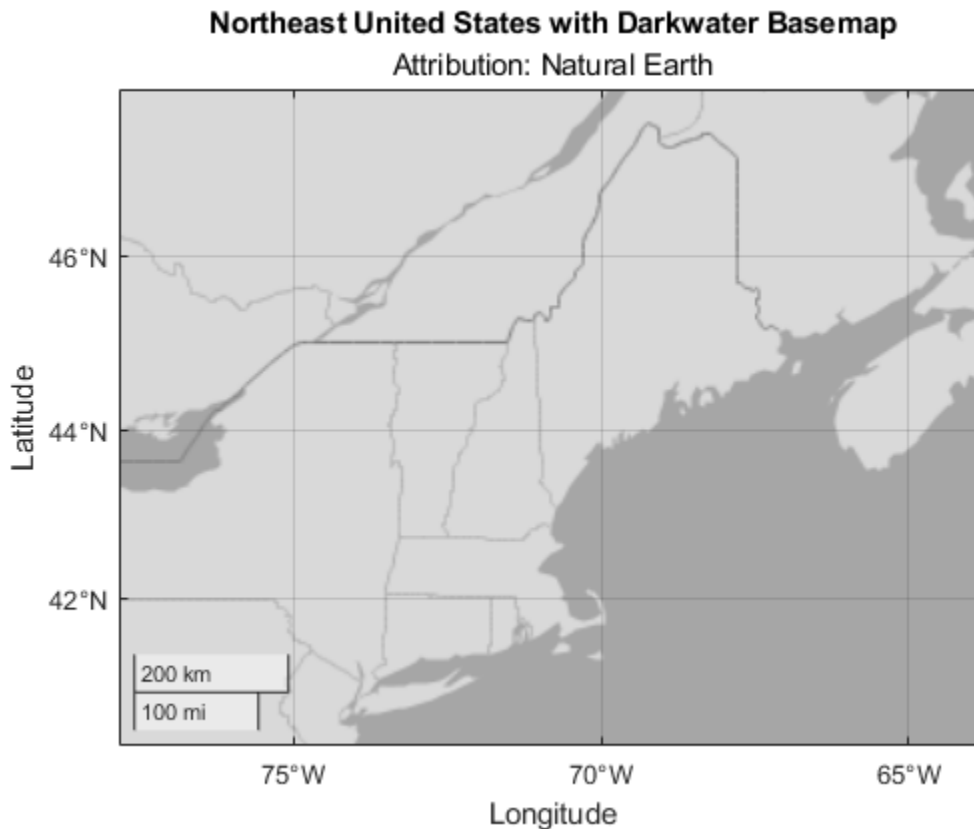 Northeast United States with Darkwater Basemap
Attribution: Natural Earth
46°N
44°N
42°N
Latitude
200 km
100 mi
75°W
70°W
65°W
Longitude